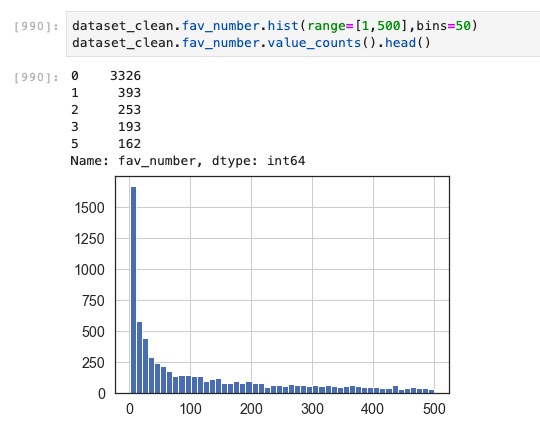 [990]: dataset_clean.fav_number.hist(range=[1,500],bins=50)
dataset_clean.fav_number.value_counts().head()
[990]: 0    3326
1     393
2     253
3     193
5     162
Name: fav_number, dtype: int64
1500
1250
1000
750
500
250
0
0 100 200 300 400 500